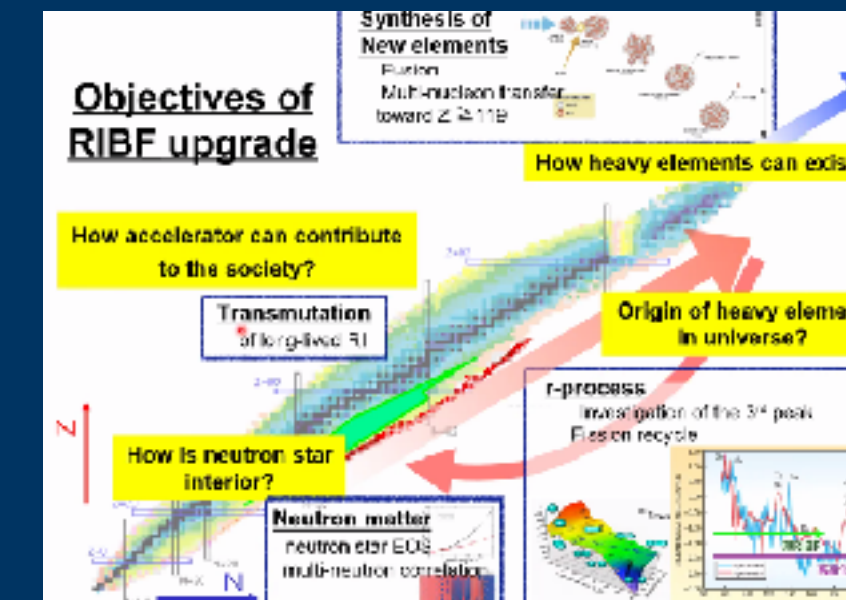 Synthesis of
New elements
Fusion
Multi-nucleon transfer
toward Z ≥ 119
Objectives of
RIBF upgrade
How heavy elements can exis
How accelerator can contribute
to the society?
Transmutation
of long-lived RI
Origin of heavy eleme
in universe?
r-process
Investigation of the 3rd peak
Fission recycle
Z
How is neutron star
interior?
Neutron matter
neutron star EOS
multi-neutron correlation
N